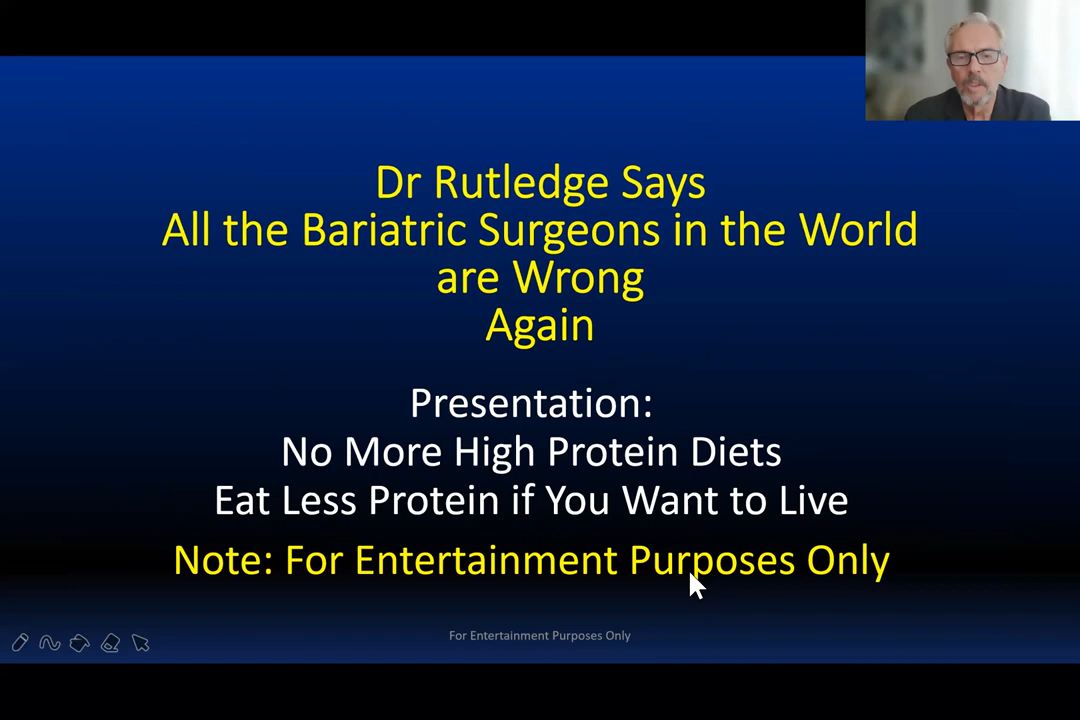 Dr Rutledge Says
All the Bariatric Surgeons in the World
are Wrong
Again
Presentation:
No More High Protein Diets
Eat Less Protein if You Want to Live
Note: For Entertainment Purposes Only
For Entertainment Purposes Only